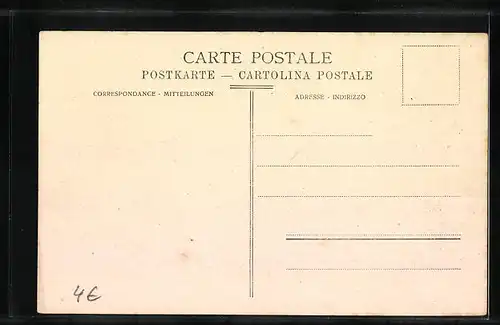 CARTE POSTALE
POSTKARTE — CARTOLINA POSTALE
CORRESPONDANCE - MITTEILUNGEN
ADRESSE - INDIRIZZO
4€